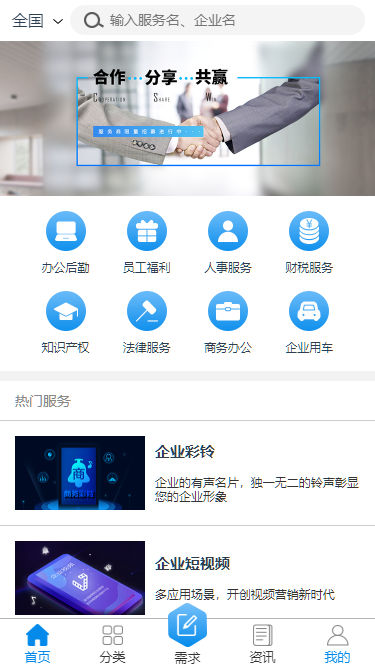 全国
输入服务名、企业名
合作···分享···共赢
COOPERATION SHARE WIN
服务商限量招募进行中···
办公后勤 员工福利 人事服务 财税服务
知识产权 法律服务 商务办公 企业用车
热门服务
商
商务彩铃
企业彩铃
企业的有声名片，独一无二的铃声彰显
您的企业形象
企业短视频
多应用场景，开创视频营销新时代
首页 分类 需求 资讯 我的